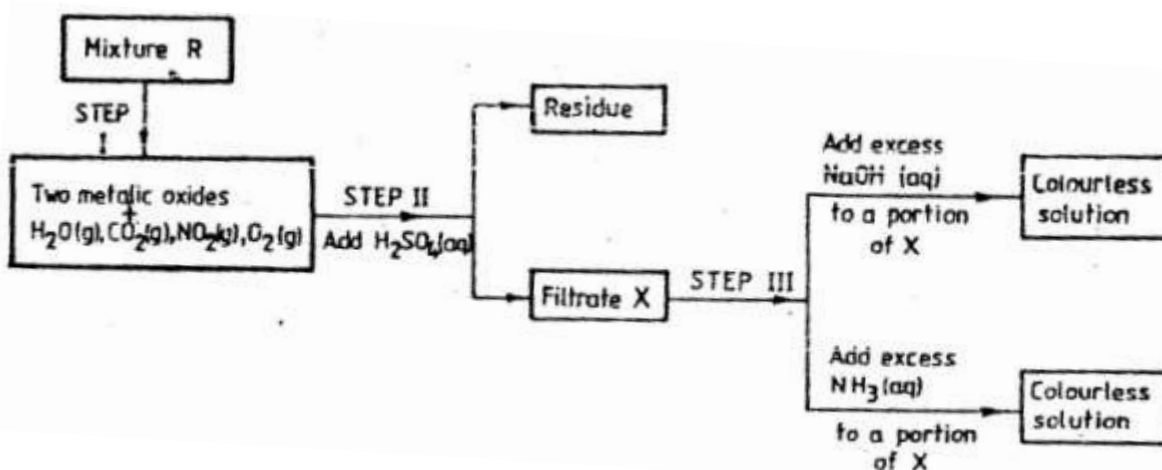 Mixture R
STEP
I
Two metalic oxides
+
H₂O(g), CO₂(g), NO₂(g), O₂(g)
STEP II
Add H₂SO₄(aq)
Residue
Filtrate X
STEP III
Add excess
NaOH (aq)
to a portion
of X
Colourless
solution
Add excess
NH₃(aq)
to a portion
of X
Colourless
solution